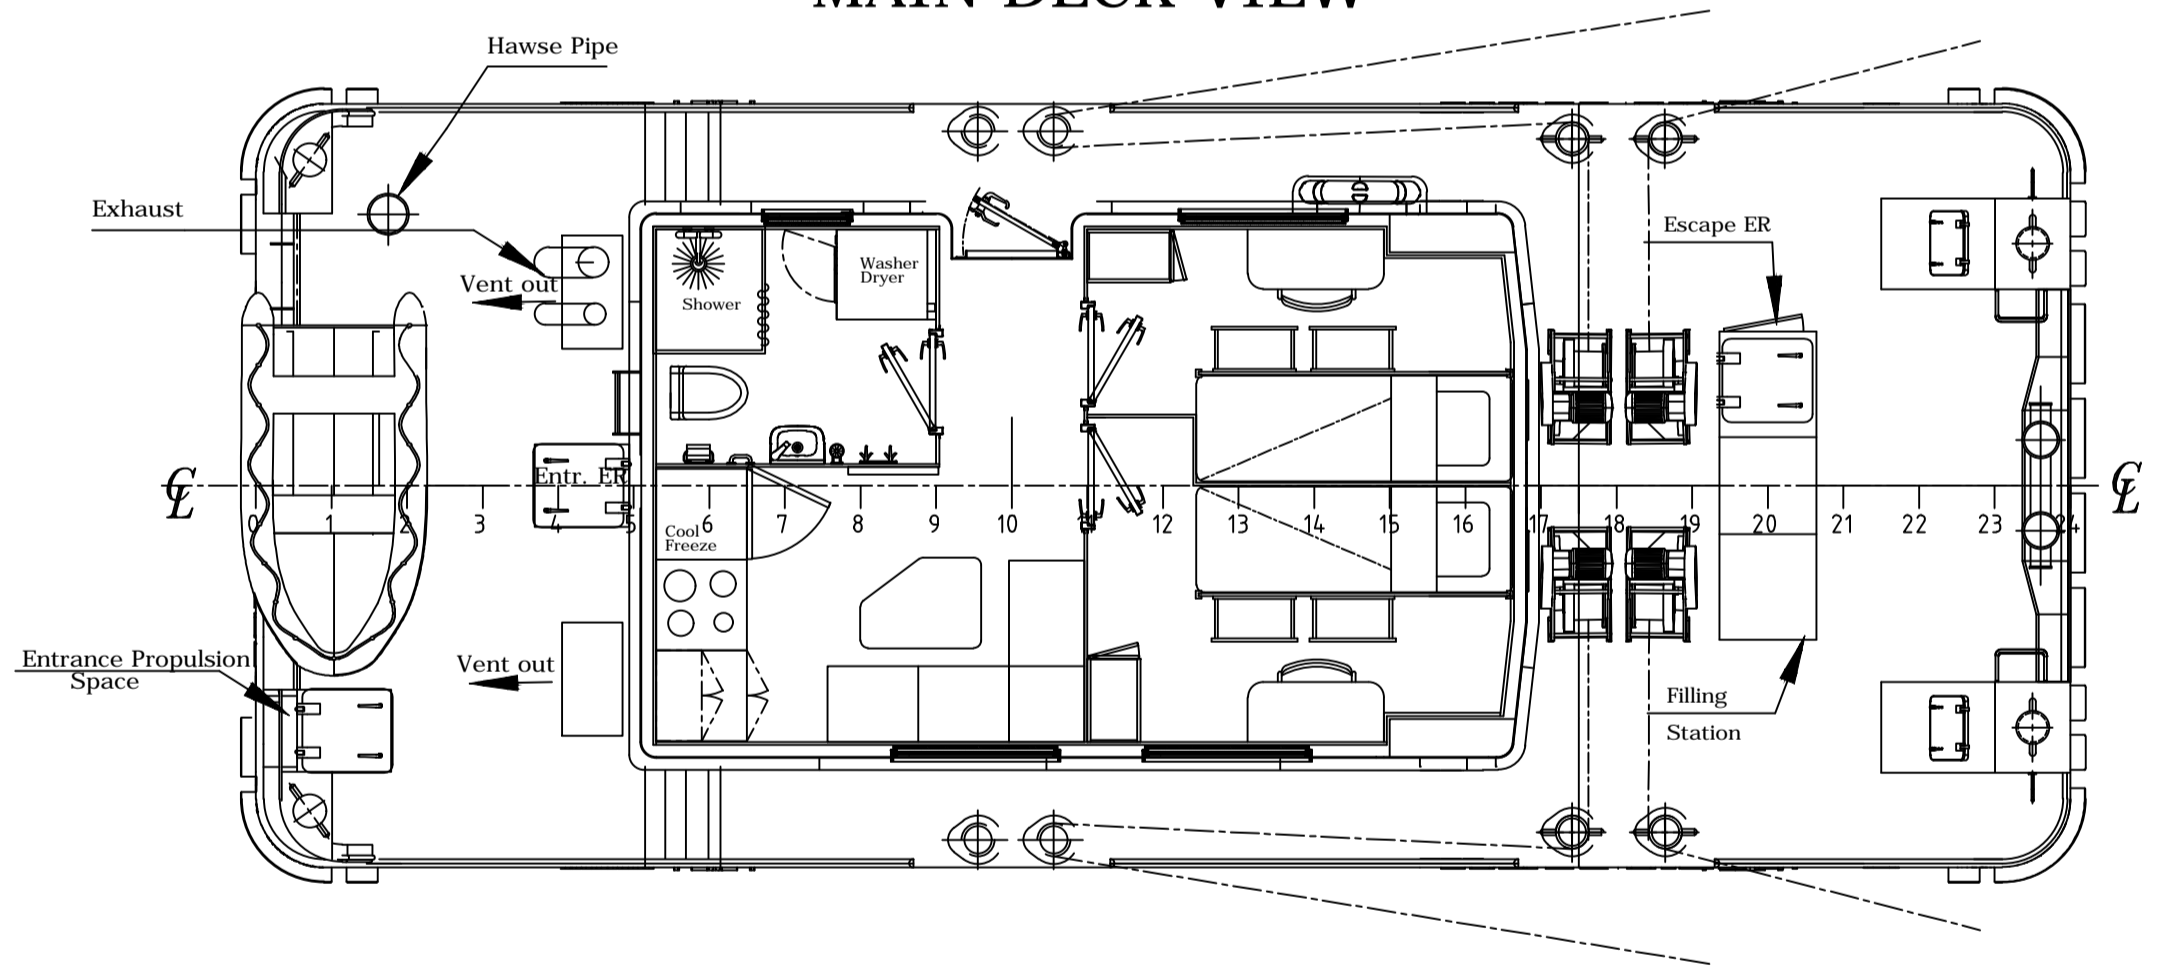 MAIN DECK VIEW
Hawse Pipe
Exhaust
Escape ER
Washer
Dryer
Vent out
Shower
Entr. ER
℄ ℄
0 1 2 3 4 5 6 7 8 9 10 11 12 13 14 15 16 17 18 19 20 21 22 23 24
Cool
Freeze
Entrance Propulsion
Space
Vent out
Filling
Station